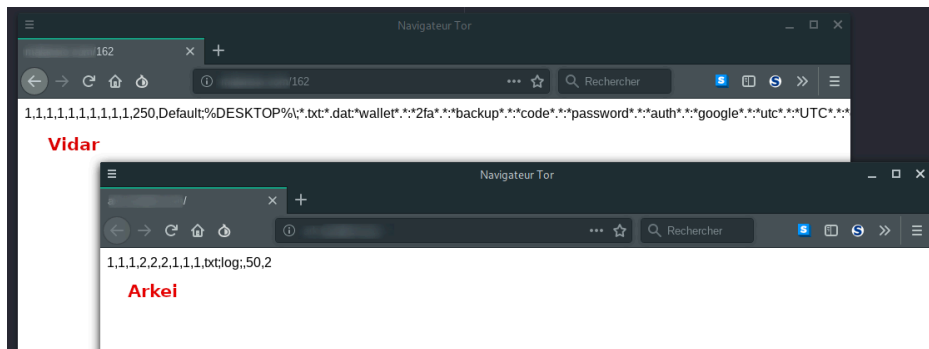 Navigateur Tor
/162
/162
Rechercher
1,1,1,1,1,1,1,1,1,1,250,Default;%DESKTOP%\;*.txt:*.dat:*wallet*.*:*2fa*.*:*backup*.*:*code*.*:*password*.*:*auth*.*:*google*.*:*utc*.*:*UTC*.*:*
Vidar
Navigateur Tor
/
Rechercher
1,1,1,2,2,2,1,1,1,txt;log;,50,2
Arkei